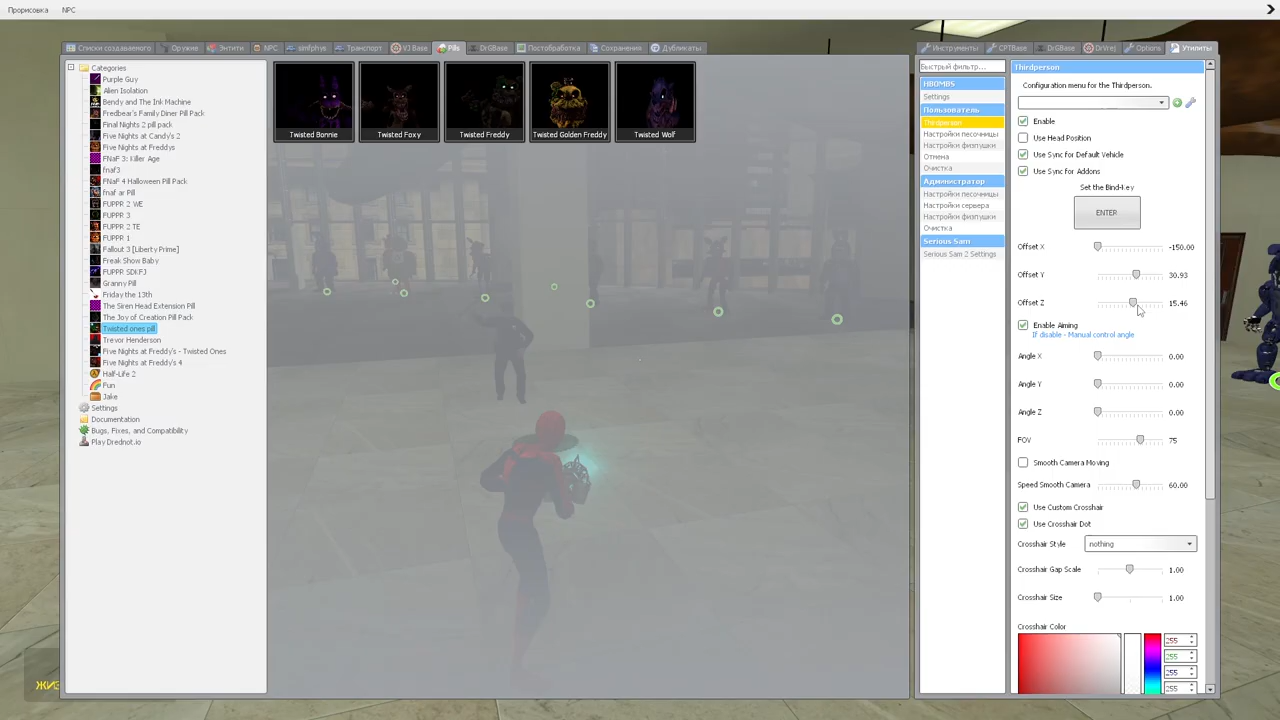 Прорисовка NPC
Списки создаваемого Оружие Энтити NPC simfphys Транспорт VJ Base Pills DrGBase Постобработка Сохранения Дубликаты
Categories
Purple Guy
Alien Isolation
Bendy and The Ink Machine
Fredbear's Family Diner Pill Pack
Final Nights 2 pill pack
Five Nights at Candy's 2
Five Nights at Freddys
FNaF 3: Killer Age
fnaf3
FNaF 4 Halloween Pill Pack
fnaf ar Pill
FUPPR 2 WE
FUPPR 3
FUPPR 2 TE
FUPPR 1
Fallout 3 [Liberty Prime]
Freak Show Baby
FUPPR SDLFJ
Granny Pill
Friday the 13th
The Siren Head Extension Pill
The Joy of Creation Pill Pack
Twisted ones pill
Trevor Henderson
Five Nights at Freddy's - Twisted Ones
Five Nights at Freddy's 4
Half-Life 2
Fun
Jake
Settings
Documentation
Bugs, Fixes, and Compatibility
Play Drednot.io
Twisted Bonnie Twisted Foxy Twisted Freddy Twisted Golden Freddy Twisted Wolf
ЖИЗ
Инструменты CPTBase DrGBase DrVrej Options Утилиты
Быстрый фильтр...
HBOMBS
Settings
Пользователь
Thirdperson
Настройки песочницы
Настройки физпушки
Отмена
Очистка
Администратор
Настройки песочницы
Настройки сервера
Настройки физпушки
Очистка
Serious Sam
Serious Sam 2 Settings
Thirdperson
Configuration menu for the Thirdperson.
Enable
Use Head Position
Use Sync for Default Vehicle
Use Sync for Addons
Set the Bind-key
ENTER
Offset X -150.00
Offset Y 30.93
Offset Z 15.46
Enable Aiming
If disable - Manual control angle
Angle X 0.00
Angle Y 0.00
Angle Z 0.00
FOV 75
Smooth Camera Moving
Speed Smooth Camera 60.00
Use Custom Crosshair
Use Crosshair Dot
Crosshair Style nothing
Crosshair Gap Scale 1.00
Crosshair Size 1.00
Crosshair Color
255
255
255
255